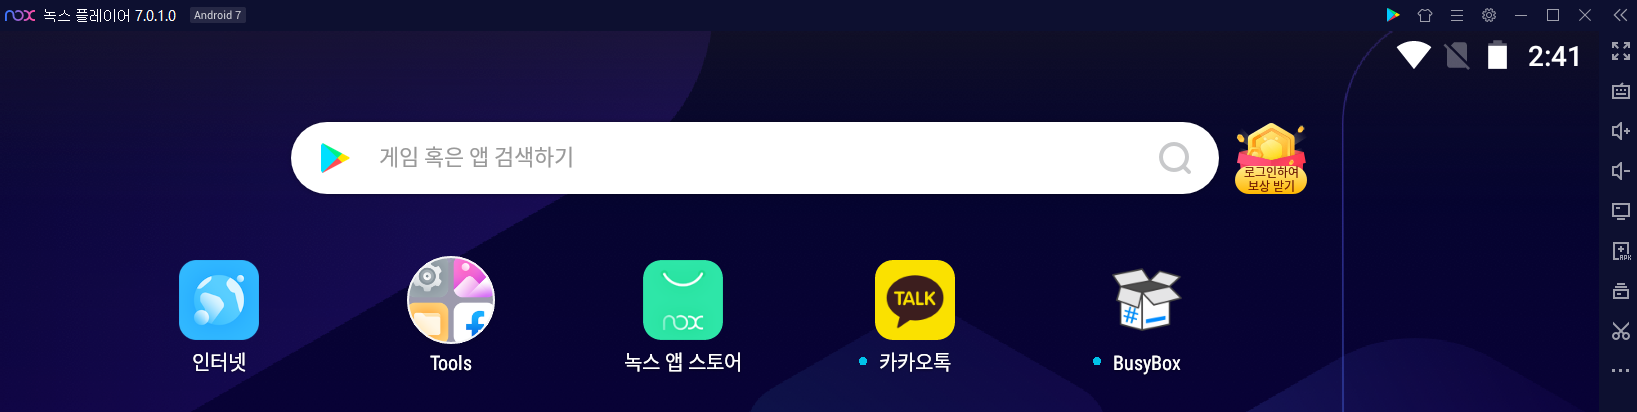 nox 녹스 플레이어 7.0.1.0 Android 7
2:41
게임 혹은 앱 검색하기
로그인하여
보상 받기
TALK
nox
#_
인터넷
Tools
녹스 앱 스토어
카카오톡
BusyBox
APK